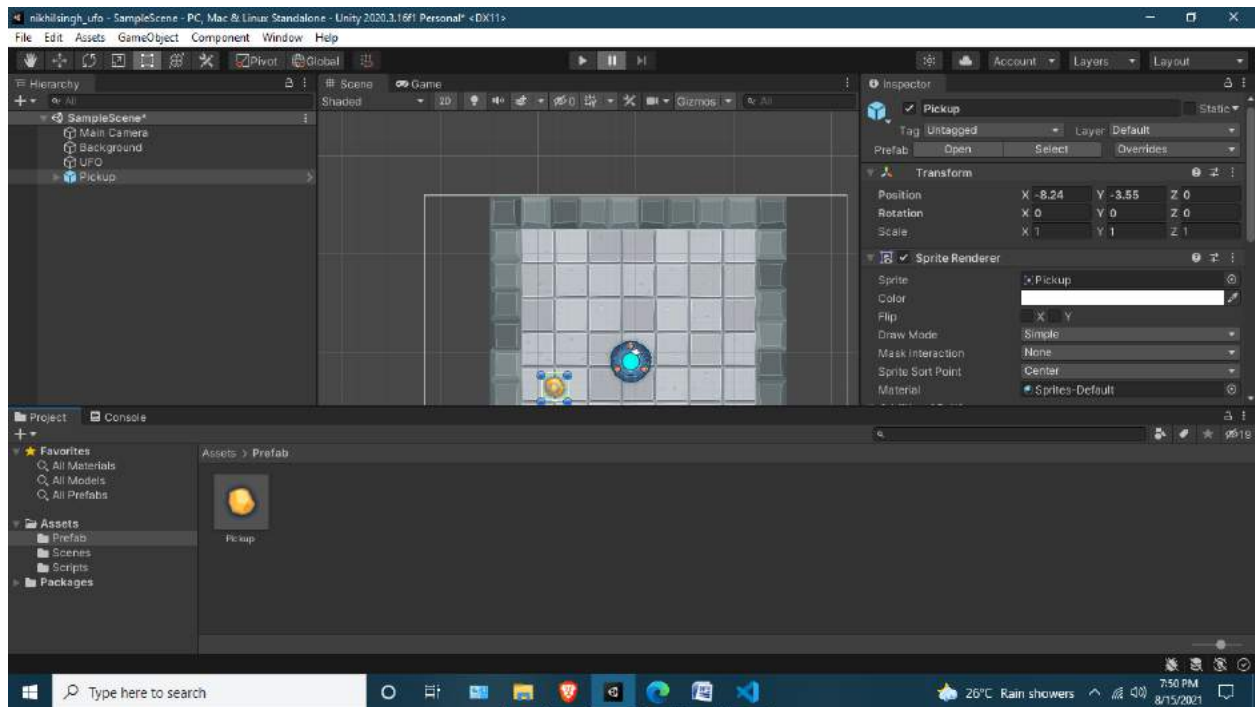 nikhilsingh_ufo - SampleScene - PC, Mac & Linux Standalone - Unity 2020.3.16f1 Personal* <DX11>
File Edit Assets GameObject Component Window Help
Pivot Global Account Layers Layout
Hierarchy Scene Game Inspector
All Shaded 2D 0 Gizmos All
SampleScene*
Main Camera
Background
UFO
Pickup
Pickup Static
Tag Untagged Layer Default
Prefab Open Select Overrides
Transform
Position X -8.24 Y -3.55 Z 0
Rotation X 0 Y 0 Z 0
Scale X 1 Y 1 Z 1
Sprite Renderer
Sprite Pickup
Color
Flip X Y
Draw Mode Simple
Mask Interaction None
Sprite Sort Point Center
Material Sprites-Default
Project Console
19
Favorites
All Materials
All Models
All Prefabs
Assets
Prefab
Scenes
Scripts
Packages
Assets > Prefab
Pickup
Type here to search
26°C Rain showers
7:50 PM
8/15/2021